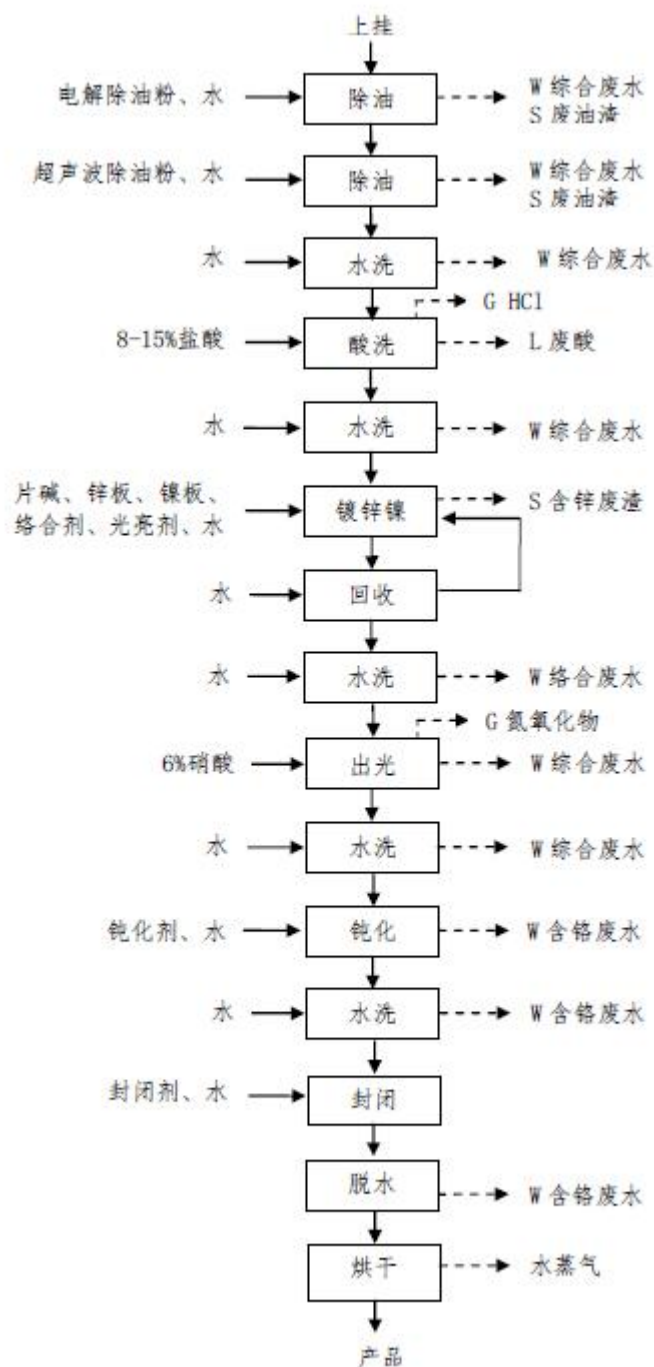 上挂
电解除油粉、水
除油
W 综合废水
S 废油渣
超声波除油粉、水
除油
W 综合废水
S 废油渣
水
水洗
W 综合废水
G HCl
8-15%盐酸
酸洗
L 废酸
水
水洗
W 综合废水
片碱、锌板、镍板、
络合剂、光亮剂、水
镀锌镍
S 含锌废渣
水
回收
水
水洗
W 络合废水
G 氮氧化物
6%硝酸
出光
W 综合废水
水
水洗
W 综合废水
钝化剂、水
钝化
W 含铬废水
水
水洗
W 含铬废水
封闭剂、水
封闭
脱水
W 含铬废水
烘干
水蒸气
产品